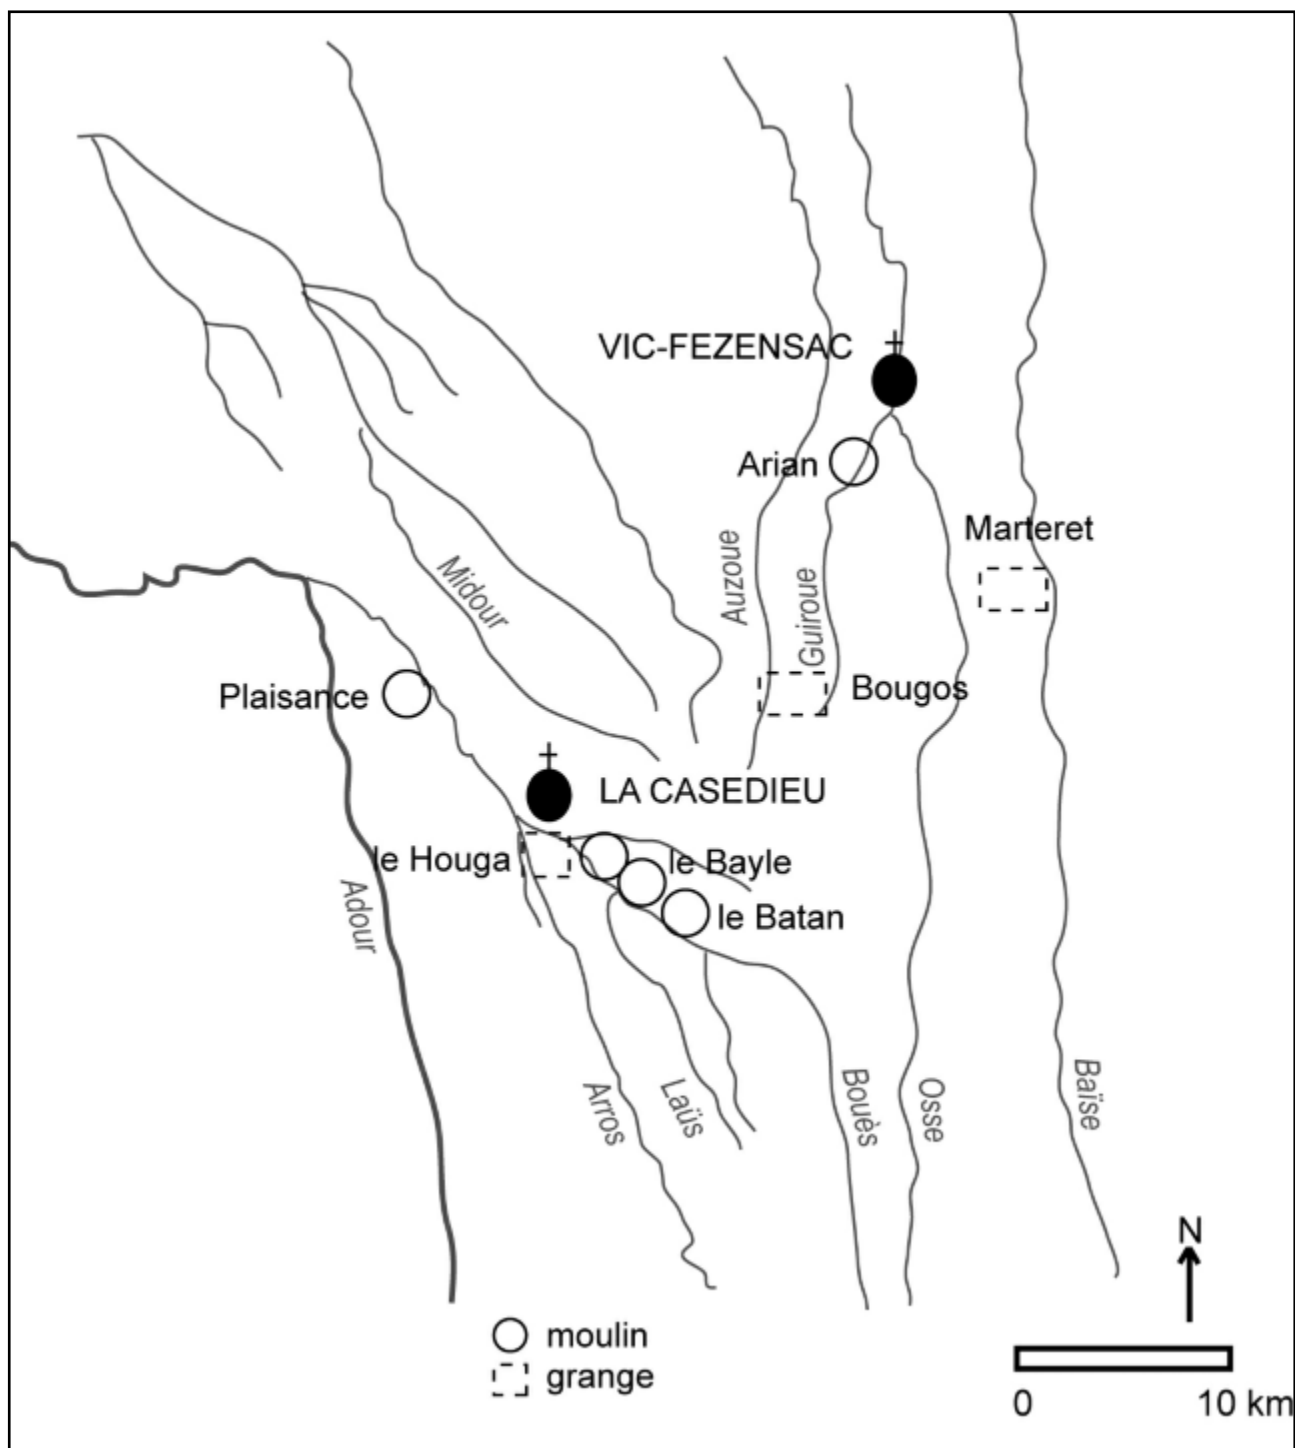 VIC-FEZENSAC
Arian
Marteret
Auzoue
Midour
Guiroue
Plaisance
Bougos
LA CASEDIEU
le Houga
le Bayle
le Batan
Adour
Arros
Laüs
Bouès
Osse
Baïse
N
moulin
grange
0 10 km